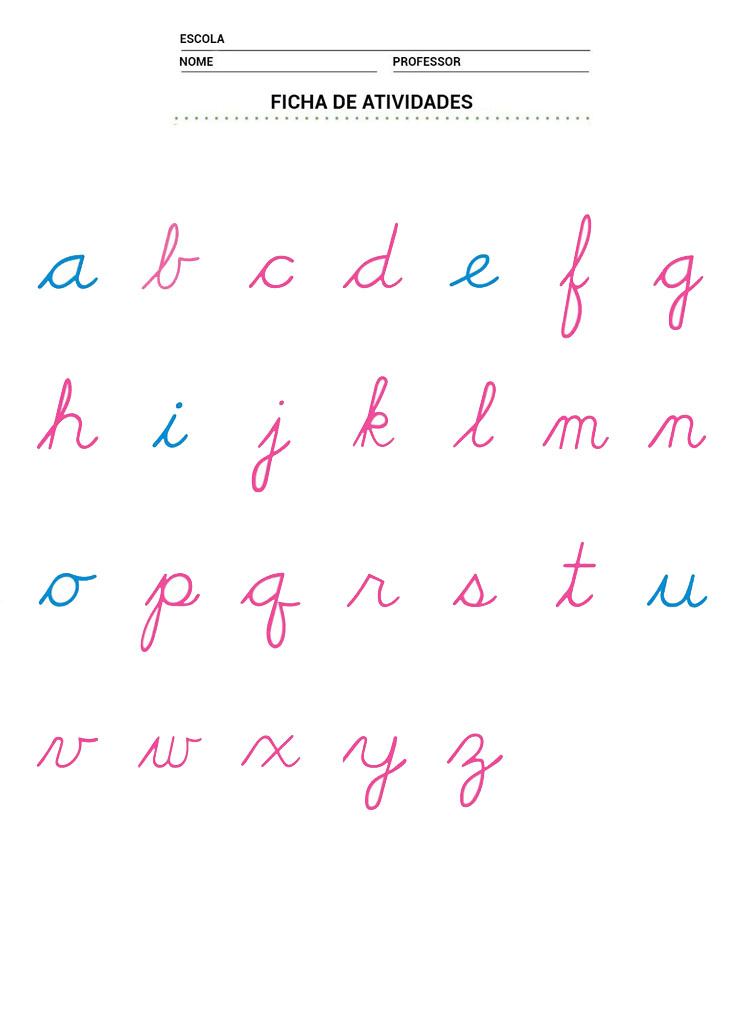 ESCOLA
NOME PROFESSOR
FICHA DE ATIVIDADES
a b c d e f g
h i j k l m n
o p q r s t u
v w x y z